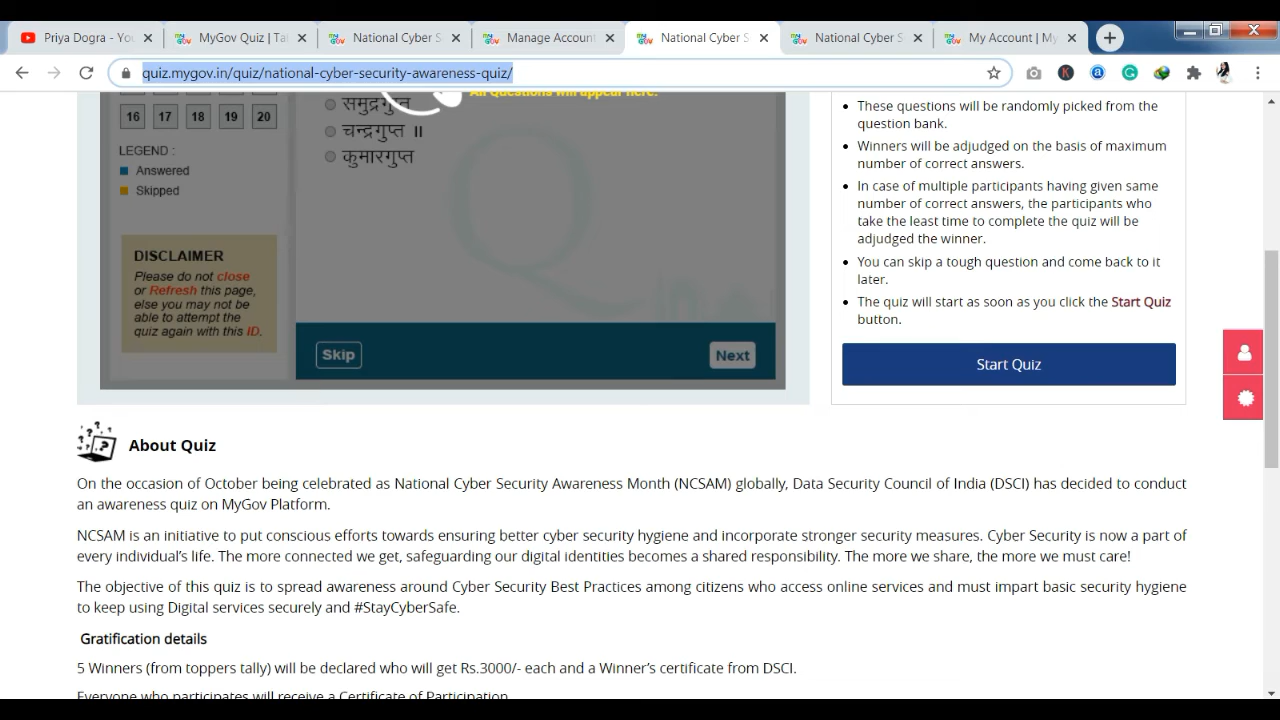 Priya Dogra - Yo
MyGov Quiz | Tal
National Cyber S
Manage Account
National Cyber S
National Cyber S
My Account | My
quiz.mygov.in/quiz/national-cyber-security-awareness-quiz/
समुद्रगुप्त
All Questions will appear here.
16 17 18 19 20
चन्द्रगुप्त II
कुमारगुप्त
LEGEND :
Answered
Skipped
DISCLAIMER
Please do not close
or Refresh this page,
else you may not be
able to attempt the
quiz again with this ID.
Skip
Next
These questions will be randomly picked from the
question bank.
Winners will be adjudged on the basis of maximum
number of correct answers.
In case of multiple participants having given same
number of correct answers, the participants who
take the least time to complete the quiz will be
adjudged the winner.
You can skip a tough question and come back to it
later.
The quiz will start as soon as you click the Start Quiz
button.
Start Quiz
About Quiz
On the occasion of October being celebrated as National Cyber Security Awareness Month (NCSAM) globally, Data Security Council of India (DSCI) has decided to conduct
an awareness quiz on MyGov Platform.
NCSAM is an initiative to put conscious efforts towards ensuring better cyber security hygiene and incorporate stronger security measures. Cyber Security is now a part of
every individual's life. The more connected we get, safeguarding our digital identities becomes a shared responsibility. The more we share, the more we must care!
The objective of this quiz is to spread awareness around Cyber Security Best Practices among citizens who access online services and must impart basic security hygiene
to keep using Digital services securely and #StayCyberSafe.
Gratification details
5 Winners (from toppers tally) will be declared who will get Rs.3000/- each and a Winner's certificate from DSCI.
Everyone who participates will receive a Certificate of Participation